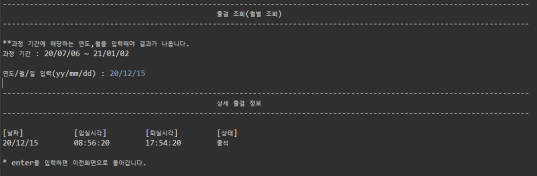 출결 조회(월별 조회)
**과정 기간에 해당하는 연도,월을 입력해야 결과가 나옵니다.
과정 기간 : 20/07/06 ~ 21/01/02
연도/월/일 입력(yy/mm/dd) : 20/12/15
상세 출결 정보
[날짜] [입실시각] [퇴실시각] [상태]
20/12/15 08:56:20 17:54:20 출석
* enter을 입력하면 이전화면으로 돌아갑니다.